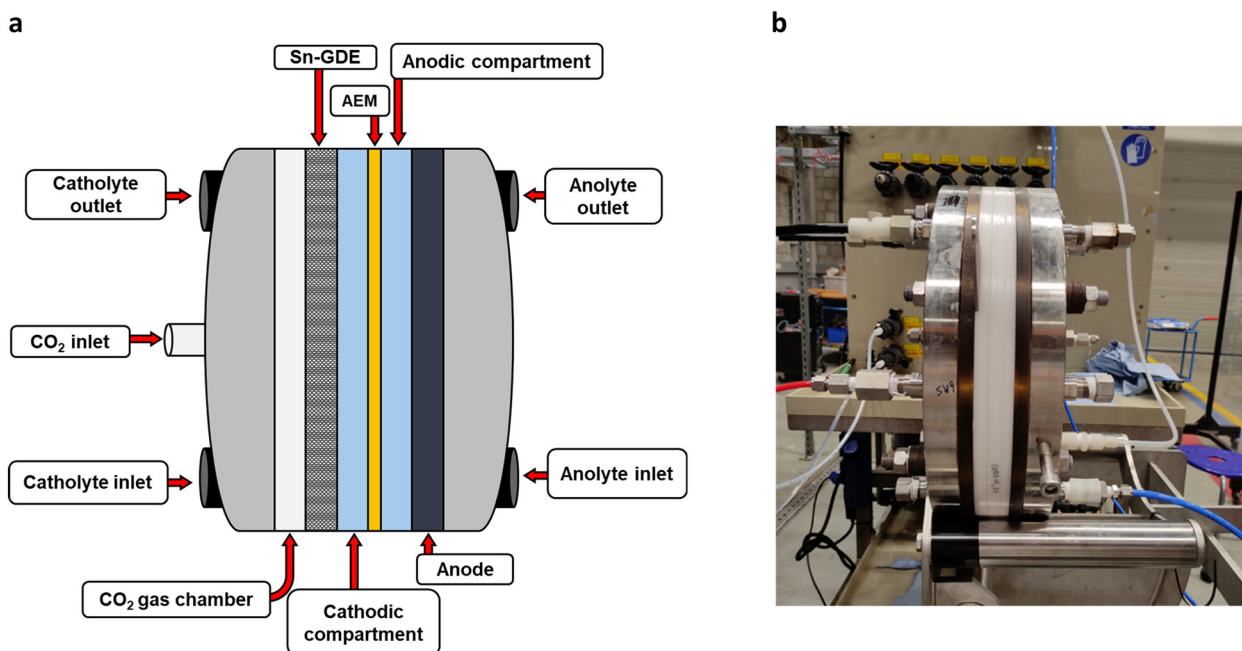 a
b
Sn-GDE
Anodic compartment
AEM
Catholyte
outlet
Anolyte
outlet
CO₂ inlet
Catholyte inlet
Anolyte inlet
CO₂ gas chamber
Cathodic
compartment
Anode